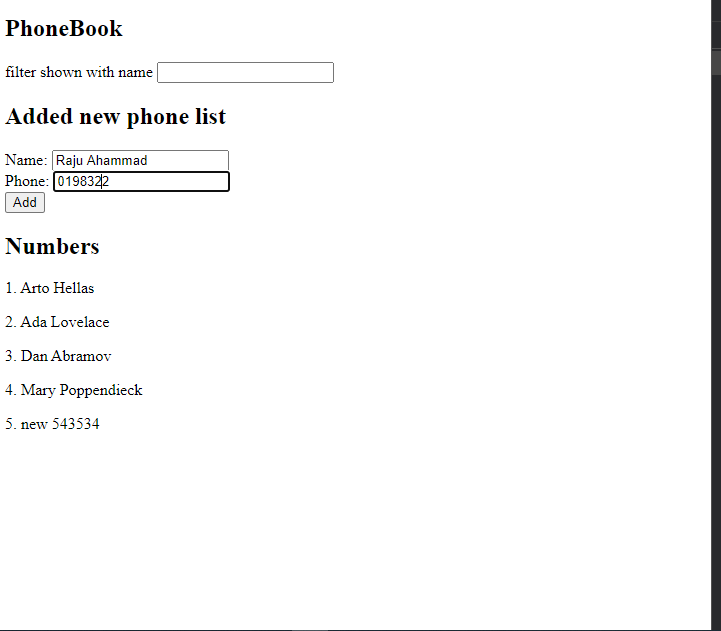 PhoneBook
filter shown with name
Added new phone list
Name: Raju Ahammad
Phone: 0198322
Add
Numbers
1. Arto Hellas
2. Ada Lovelace
3. Dan Abramov
4. Mary Poppendieck
5. new 543534